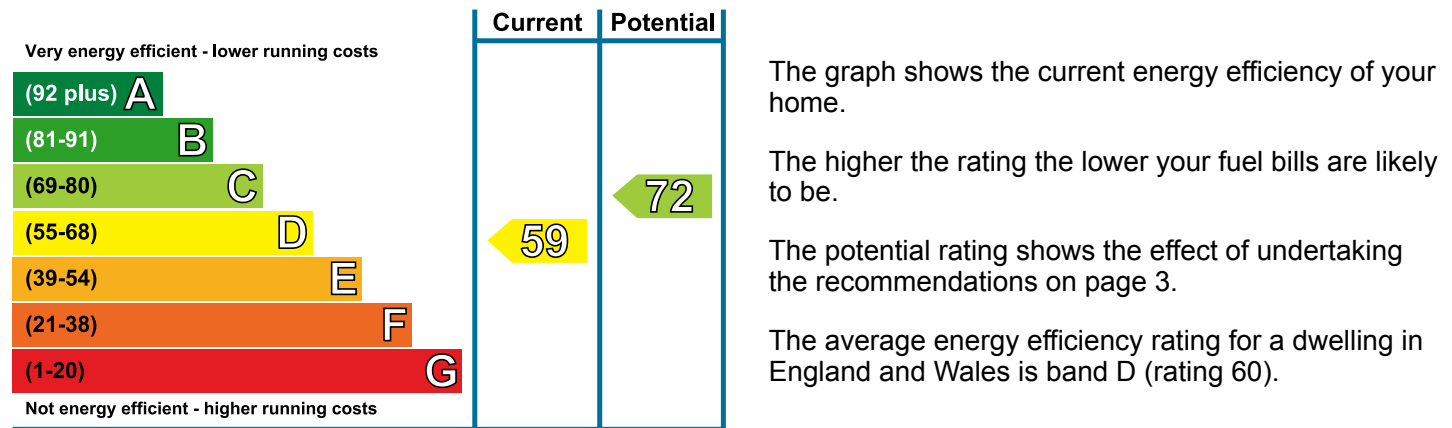 Current Potential
Very energy efficient - lower running costs
(92 plus) A
(81-91) B
(69-80) C
72
(55-68) D
59
(39-54) E
(21-38) F
(1-20) G
Not energy efficient - higher running costs
The graph shows the current energy efficiency of your
home.
The higher the rating the lower your fuel bills are likely
to be.
The potential rating shows the effect of undertaking
the recommendations on page 3.
The average energy efficiency rating for a dwelling in
England and Wales is band D (rating 60).